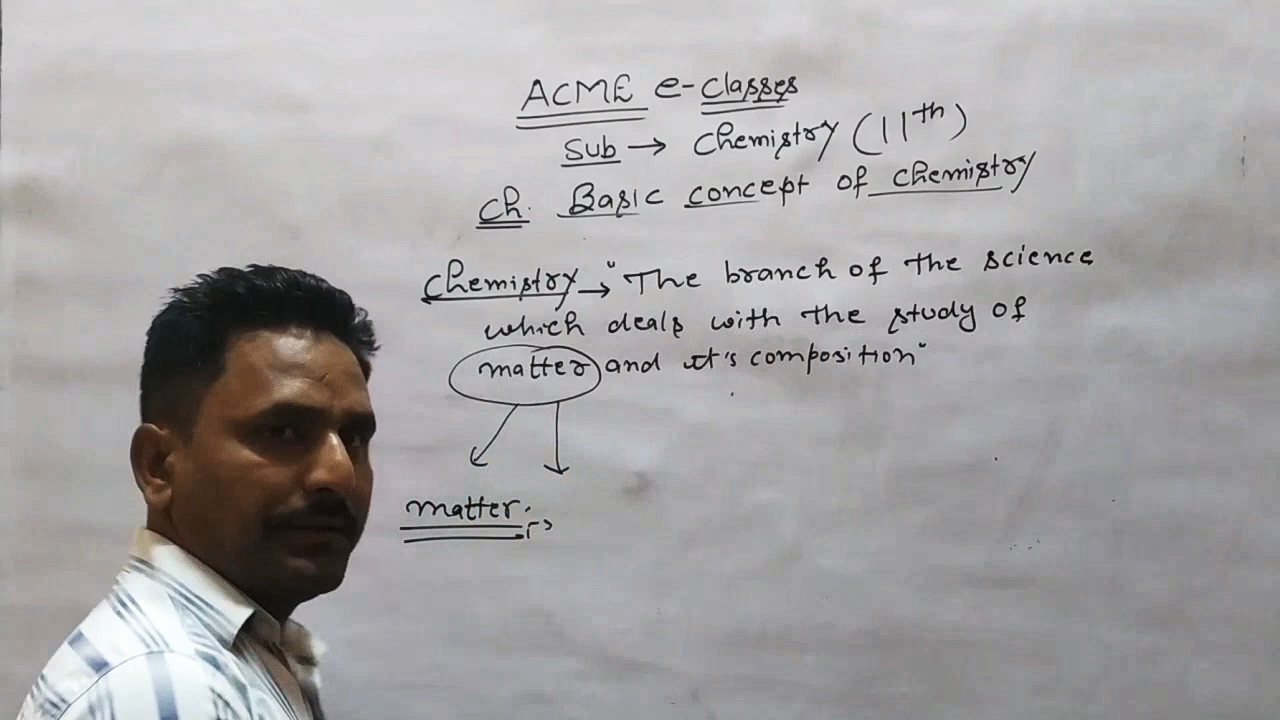 ACME e-classes
Sub → Chemistry (11th)
Ch. Basic concept of chemistry
Chemistry → "The branch of the science
which deals with the study of
matter and it's composition"
matter.